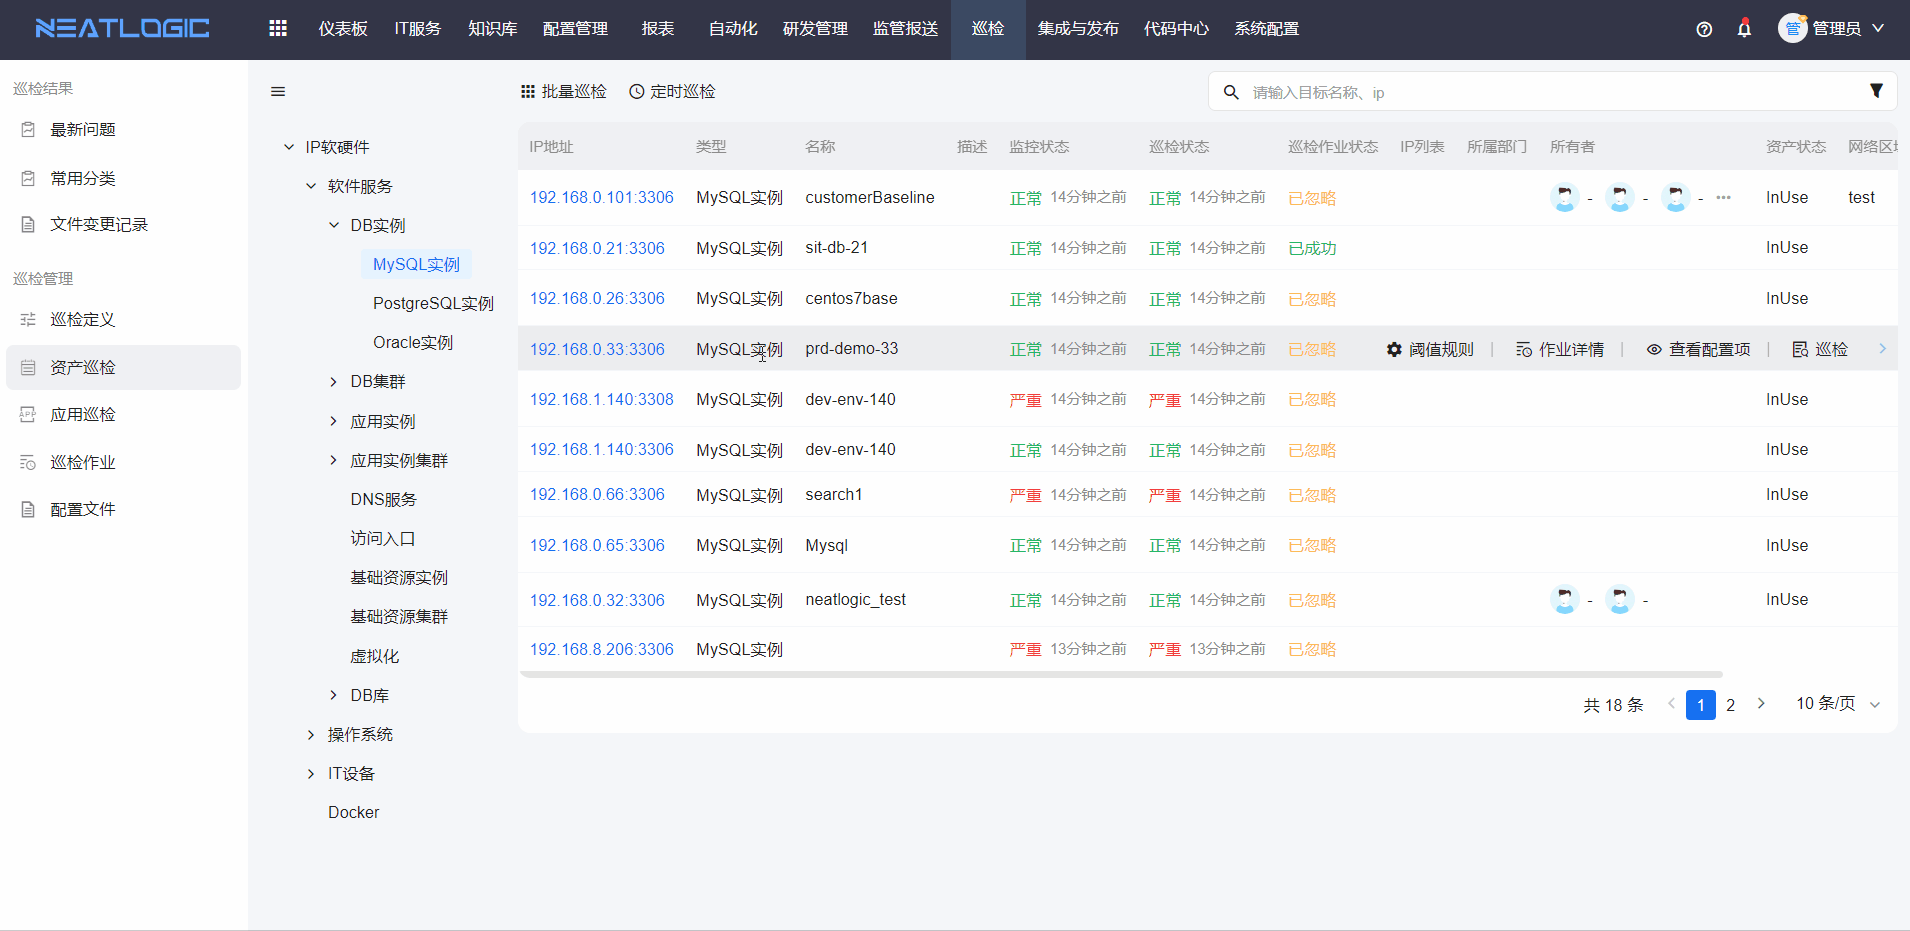 NEATLOGIC
仪表板 IT服务 知识库 配置管理 报表 自动化 研发管理 监管报送 巡检 集成与发布 代码中心 系统配置
管 管理员
巡检结果
最新问题
常用分类
文件变更记录
巡检管理
巡检定义
资产巡检
应用巡检
巡检作业
配置文件
IP软硬件
软件服务
DB实例
MySQL实例
PostgreSQL实例
Oracle实例
DB集群
应用实例
应用实例集群
DNS服务
访问入口
基础资源实例
基础资源集群
虚拟化
DB库
操作系统
IT设备
Docker
批量巡检 定时巡检
请输入目标名称、ip
IP地址 类型 名称 描述 监控状态 巡检状态 巡检作业状态 IP列表 所属部门 所有者 资产状态 网络区域
192.168.0.101:3306 MySQL实例 customerBaseline 正常 14分钟之前 正常 14分钟之前 已忽略 - - - ··· InUse test
192.168.0.21:3306 MySQL实例 sit-db-21 正常 14分钟之前 正常 14分钟之前 已成功 InUse
192.168.0.26:3306 MySQL实例 centos7base 正常 14分钟之前 正常 14分钟之前 已忽略 InUse
192.168.0.33:3306 MySQL实例 prd-demo-33 正常 14分钟之前 正常 14分钟之前 已忽略 阈值规则 | 作业详情 | 查看配置项 | 巡检
192.168.1.140:3308 MySQL实例 dev-env-140 严重 14分钟之前 严重 14分钟之前 已忽略 InUse
192.168.1.140:3306 MySQL实例 dev-env-140 正常 14分钟之前 正常 14分钟之前 已忽略 InUse
192.168.0.66:3306 MySQL实例 search1 严重 14分钟之前 严重 14分钟之前 已忽略 InUse
192.168.0.65:3306 MySQL实例 Mysql 正常 14分钟之前 正常 14分钟之前 已忽略 InUse
192.168.0.32:3306 MySQL实例 neatlogic_test 正常 14分钟之前 正常 14分钟之前 已忽略 - - InUse
192.168.8.206:3306 MySQL实例 严重 13分钟之前 严重 13分钟之前 已忽略
共 18 条 1 2 10 条/页